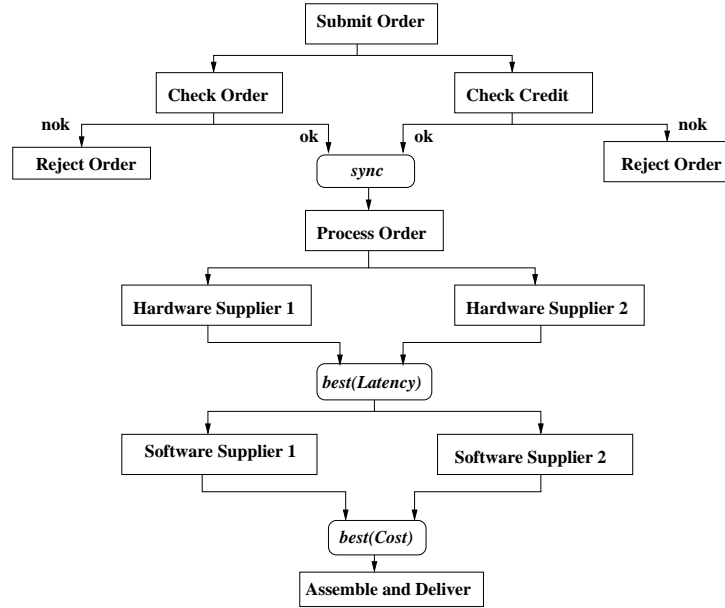 Submit Order
Check Order
Check Credit
nok
ok
ok
nok
Reject Order
sync
Reject Order
Process Order
Hardware Supplier 1
Hardware Supplier 2
best(Latency)
Software Supplier 1
Software Supplier 2
best(Cost)
Assemble and Deliver